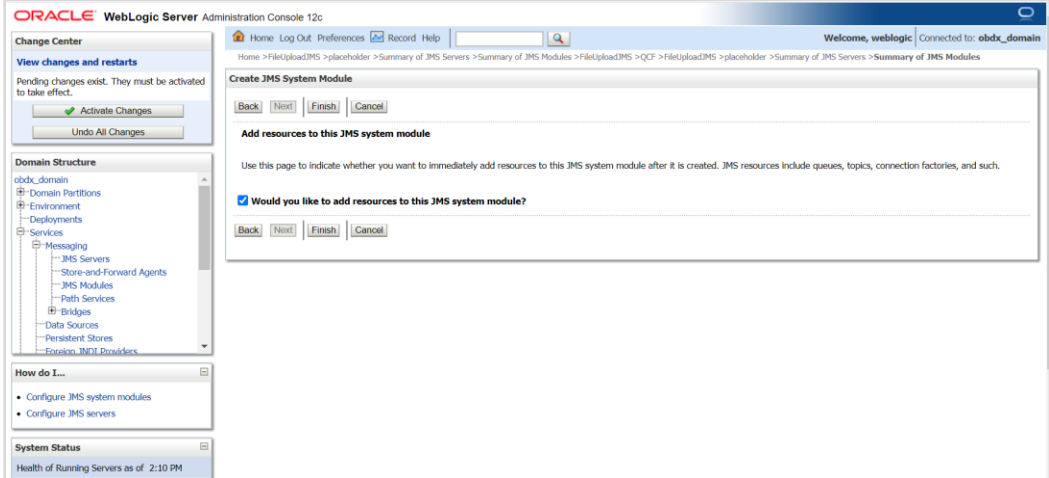 ORACLE WebLogic Server Administration Console 12c
Change Center
View changes and restarts
Pending changes exist. They must be activated
to take effect.
Activate Changes
Undo All Changes
Domain Structure
obdx_domain
Domain Partitions
Environment
Deployments
Services
Messaging
JMS Servers
Store-and-Forward Agents
JMS Modules
Path Services
Bridges
Data Sources
Persistent Stores
Foreign JNDI Providers
How do I...
Configure JMS system modules
Configure JMS servers
System Status
Health of Running Servers as of 2:10 PM
Home Log Out Preferences Record Help
Welcome, weblogic Connected to: obdx_domain
Home >FileUploadJMS >placeholder >Summary of JMS Servers >Summary of JMS Modules >FileUploadJMS >QCF >FileUploadJMS >placeholder >Summary of JMS Servers >Summary of JMS Modules
Create JMS System Module
Back Next Finish Cancel
Add resources to this JMS system module
Use this page to indicate whether you want to immediately add resources to this JMS system module after it is created. JMS resources include queues, topics, connection factories, and such.
Would you like to add resources to this JMS system module?
Back Next Finish Cancel